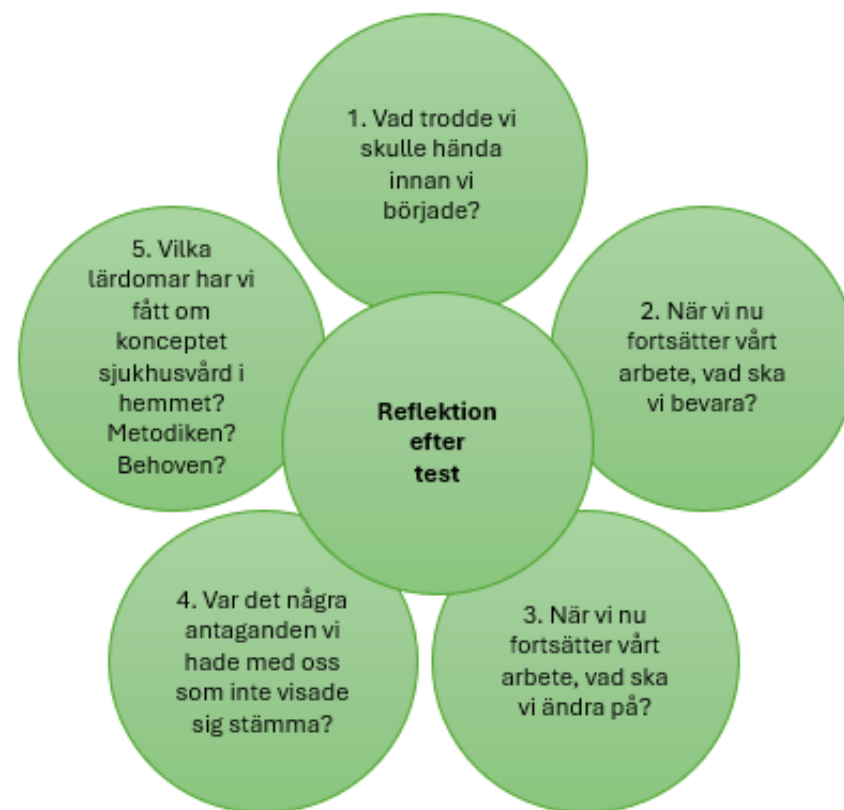 1. Vad trodde vi
skulle hända
innan vi
började?
2. När vi nu
fortsätter vårt
arbete, vad ska
vi bevara?
3. När vi nu
fortsätter vårt
arbete, vad ska
vi ändra på?
4. Var det några
antaganden vi
hade med oss
som inte visade
sig stämma?
5. Vilka
lärdomar har vi
fått om
konceptet
sjukhusvård i
hemmet?
Metodiken?
Behoven?
Reflektion
efter
test